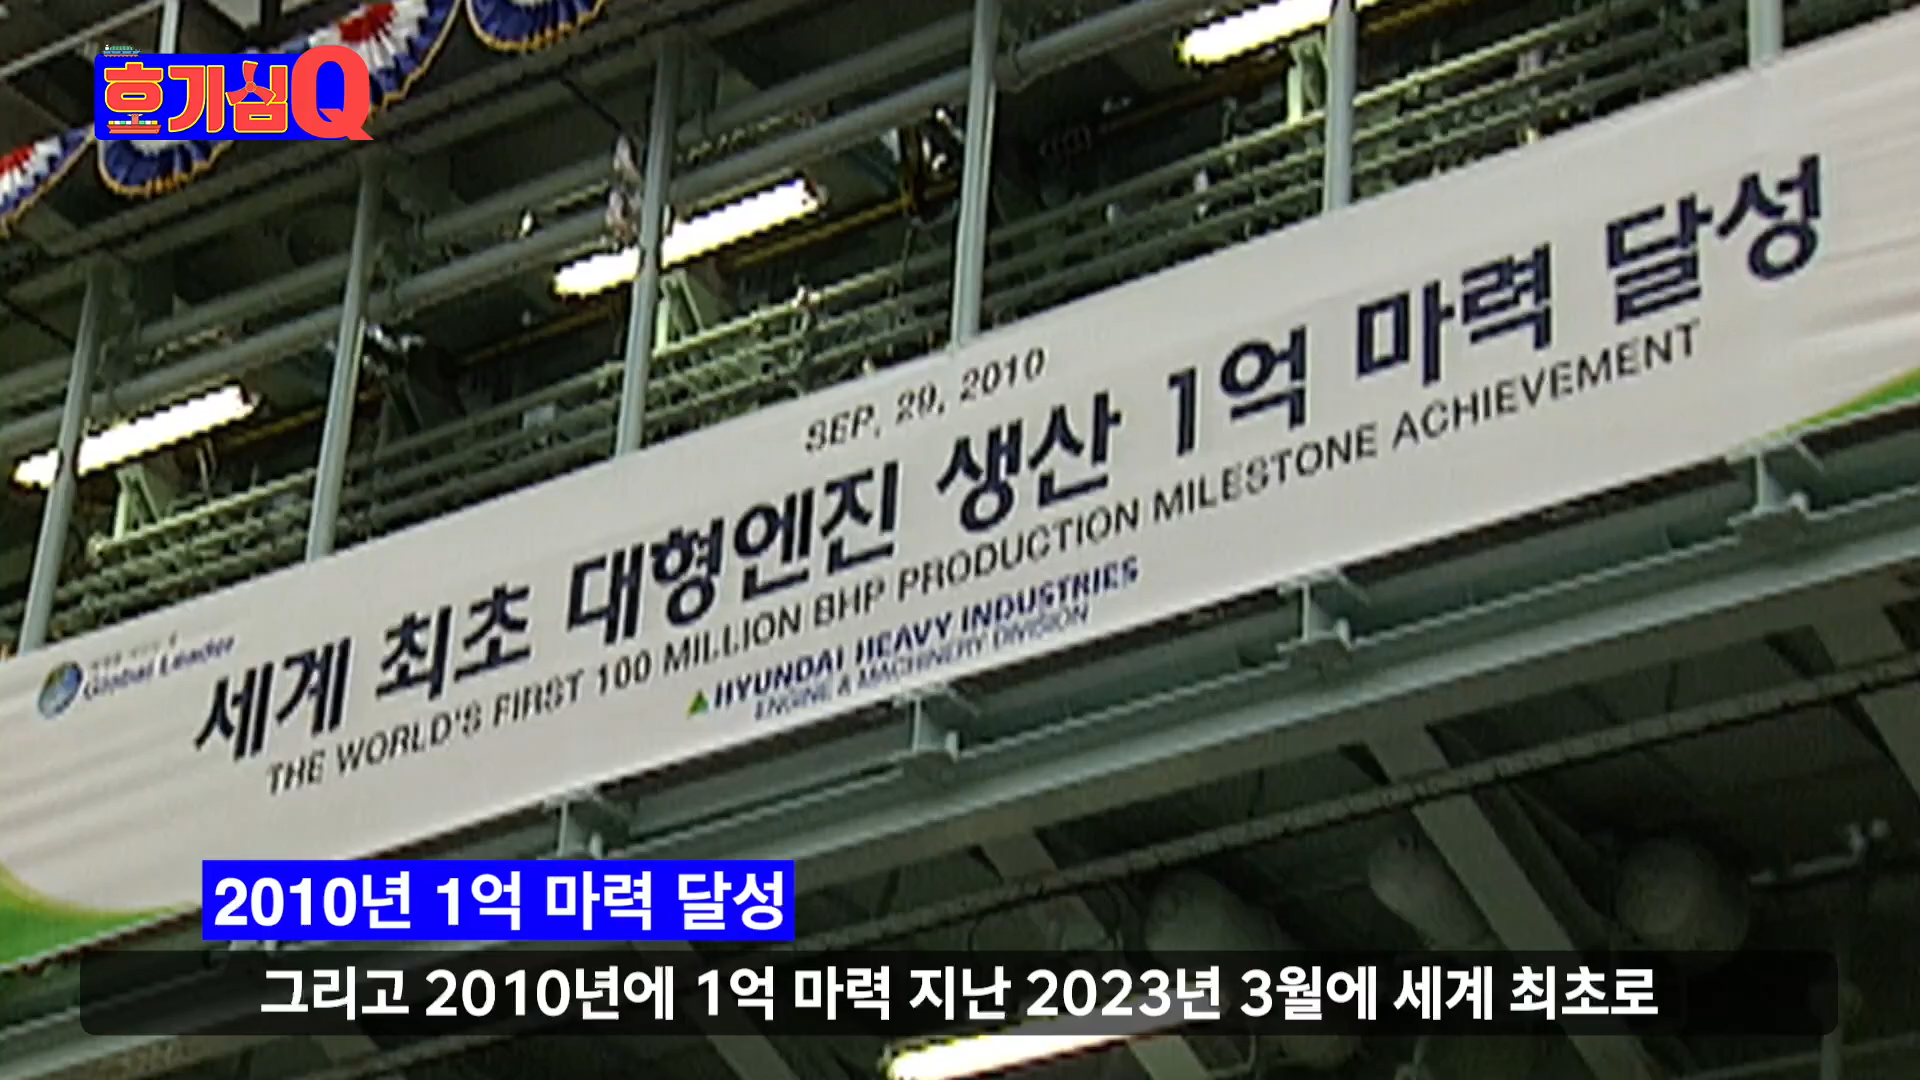 호기심Q
SEP. 29, 2010
Global Leader
세계 최초 대형엔진 생산 1억 마력 달성
THE WORLD'S FIRST 100 MILLION BHP PRODUCTION MILESTONE ACHIEVEMENT
HYUNDAI HEAVY INDUSTRIES
ENGINE & MACHINERY DIVISION
2010년 1억 마력 달성
그리고 2010년에 1억 마력 지난 2023년 3월에 세계 최초로